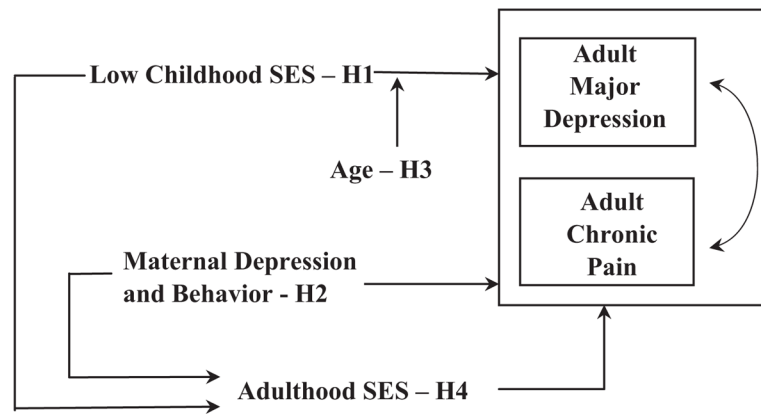 Low Childhood SES – H1
Adult
Major
Depression
Age – H3
Adult
Chronic
Pain
Maternal Depression
and Behavior - H2
Adulthood SES – H4